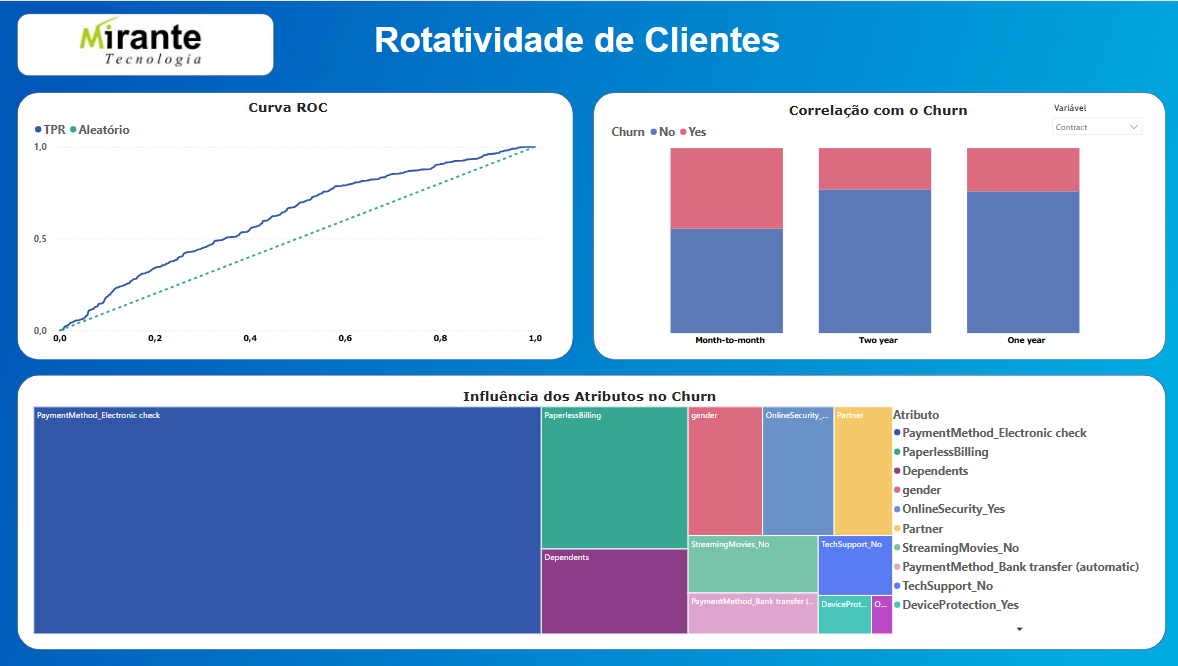 Mirante
Tecnologia
Rotatividade de Clientes
Curva ROC
TPR Aleatório
1,0
0,5
0,0
0,0 0,2 0,4 0,6 0,8 1,0
Correlação com o Churn
Variável
Contract
Churn No Yes
Month-to-month Two year One year
Influência dos Atributos no Churn
PaymentMethod_Electronic check
PaperlessBilling
Dependents
gender
OnlineSecurity_...
Partner
StreamingMovies_No
TechSupport_No
PaymentMethod_Bank transfer (...
DeviceProt...
O...
Atributo
PaymentMethod_Electronic check
PaperlessBilling
Dependents
gender
OnlineSecurity_Yes
Partner
StreamingMovies_No
PaymentMethod_Bank transfer (automatic)
TechSupport_No
DeviceProtection_Yes